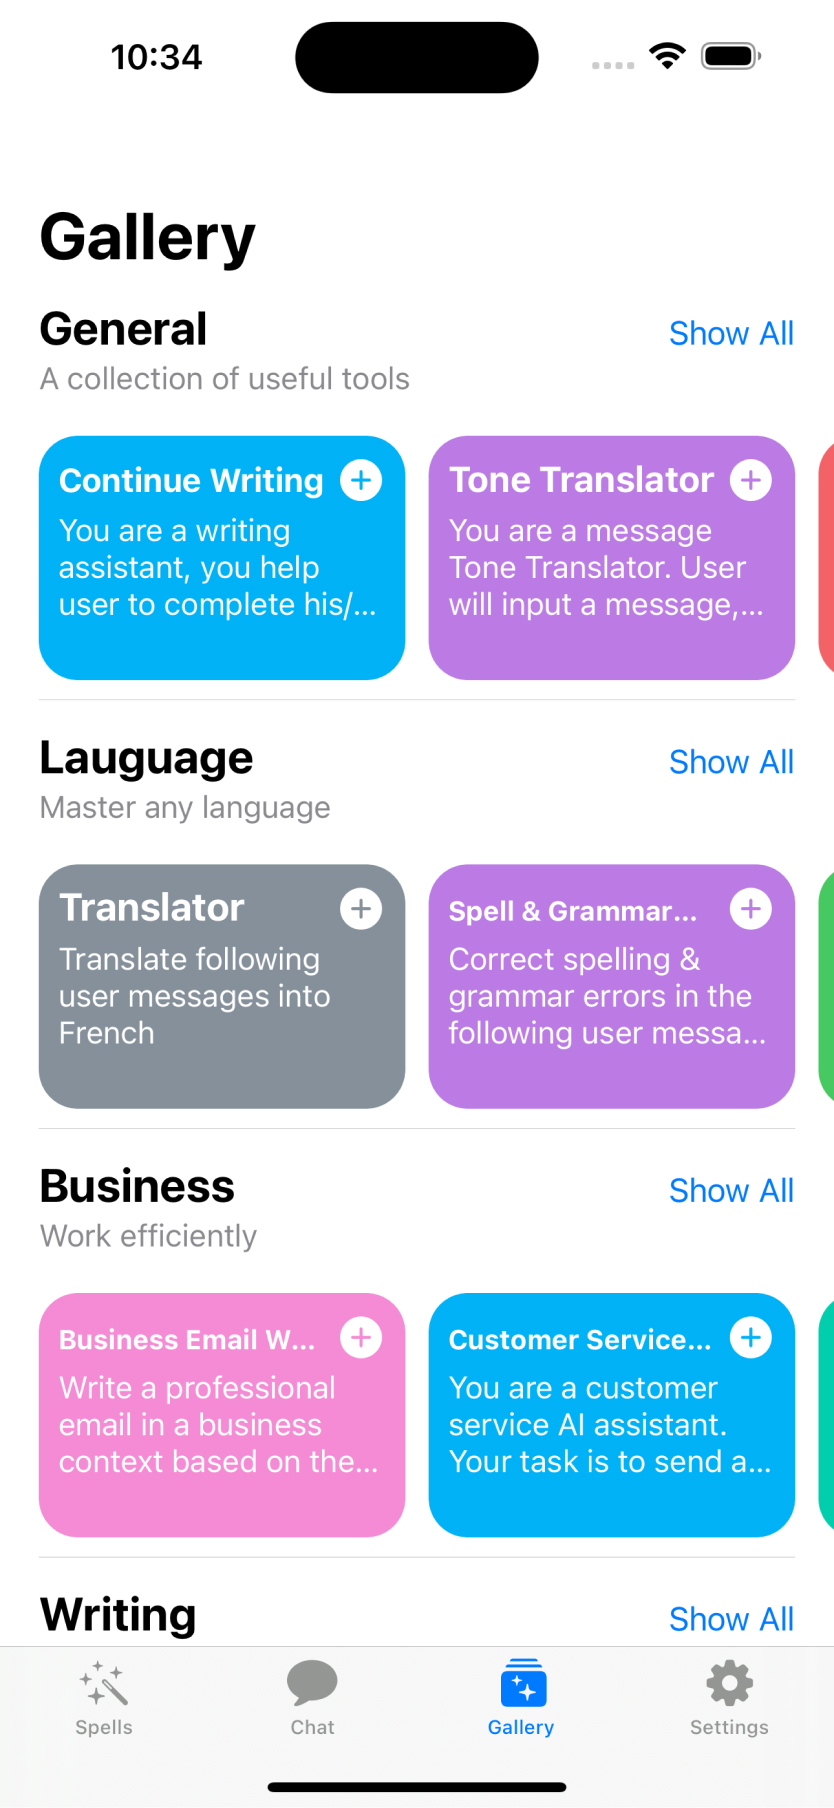 10:34
Gallery
General
Show All
A collection of useful tools
Continue Writing
You are a writing
assistant, you help
user to complete his/...
Tone Translator
You are a message
Tone Translator. User
will input a message,...
Lauguage
Show All
Master any language
Translator
Translate following
user messages into
French
Spell & Grammar...
Correct spelling &
grammar errors in the
following user messa...
Business
Show All
Work efficiently
Business Email W...
Write a professional
email in a business
context based on the...
Customer Service...
You are a customer
service AI assistant.
Your task is to send a...
Writing
Show All
Spells
Chat
Gallery
Settings